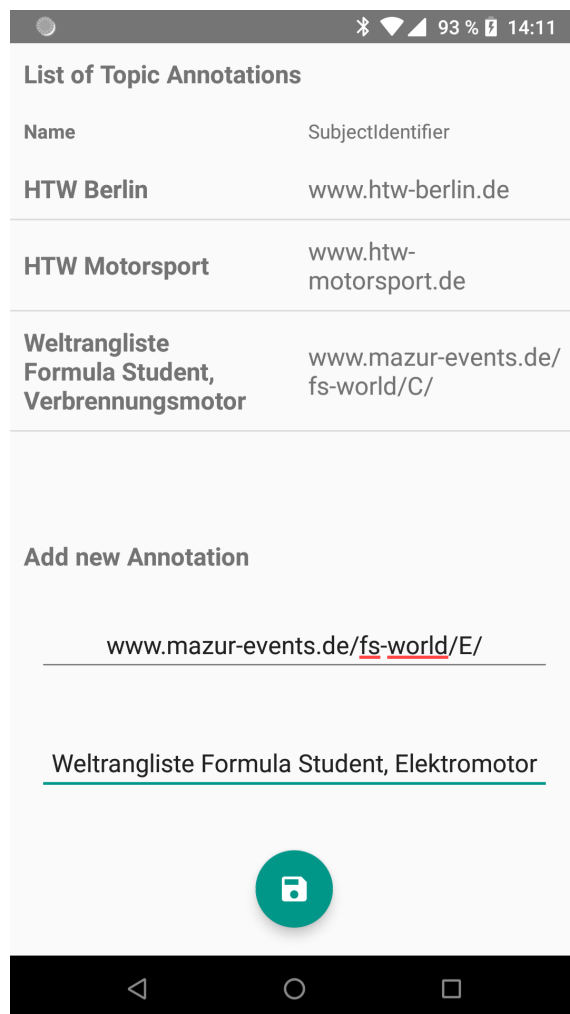 93 % 14:11
List of Topic Annotations
Name SubjectIdentifier
HTW Berlin www.htw-berlin.de
HTW Motorsport www.htw-
motorsport.de
Weltrangliste
Formula Student,
Verbrennungsmotor
www.mazur-events.de/
fs-world/C/
Add new Annotation
www.mazur-events.de/fs-world/E/
Weltrangliste Formula Student, Elektromotor